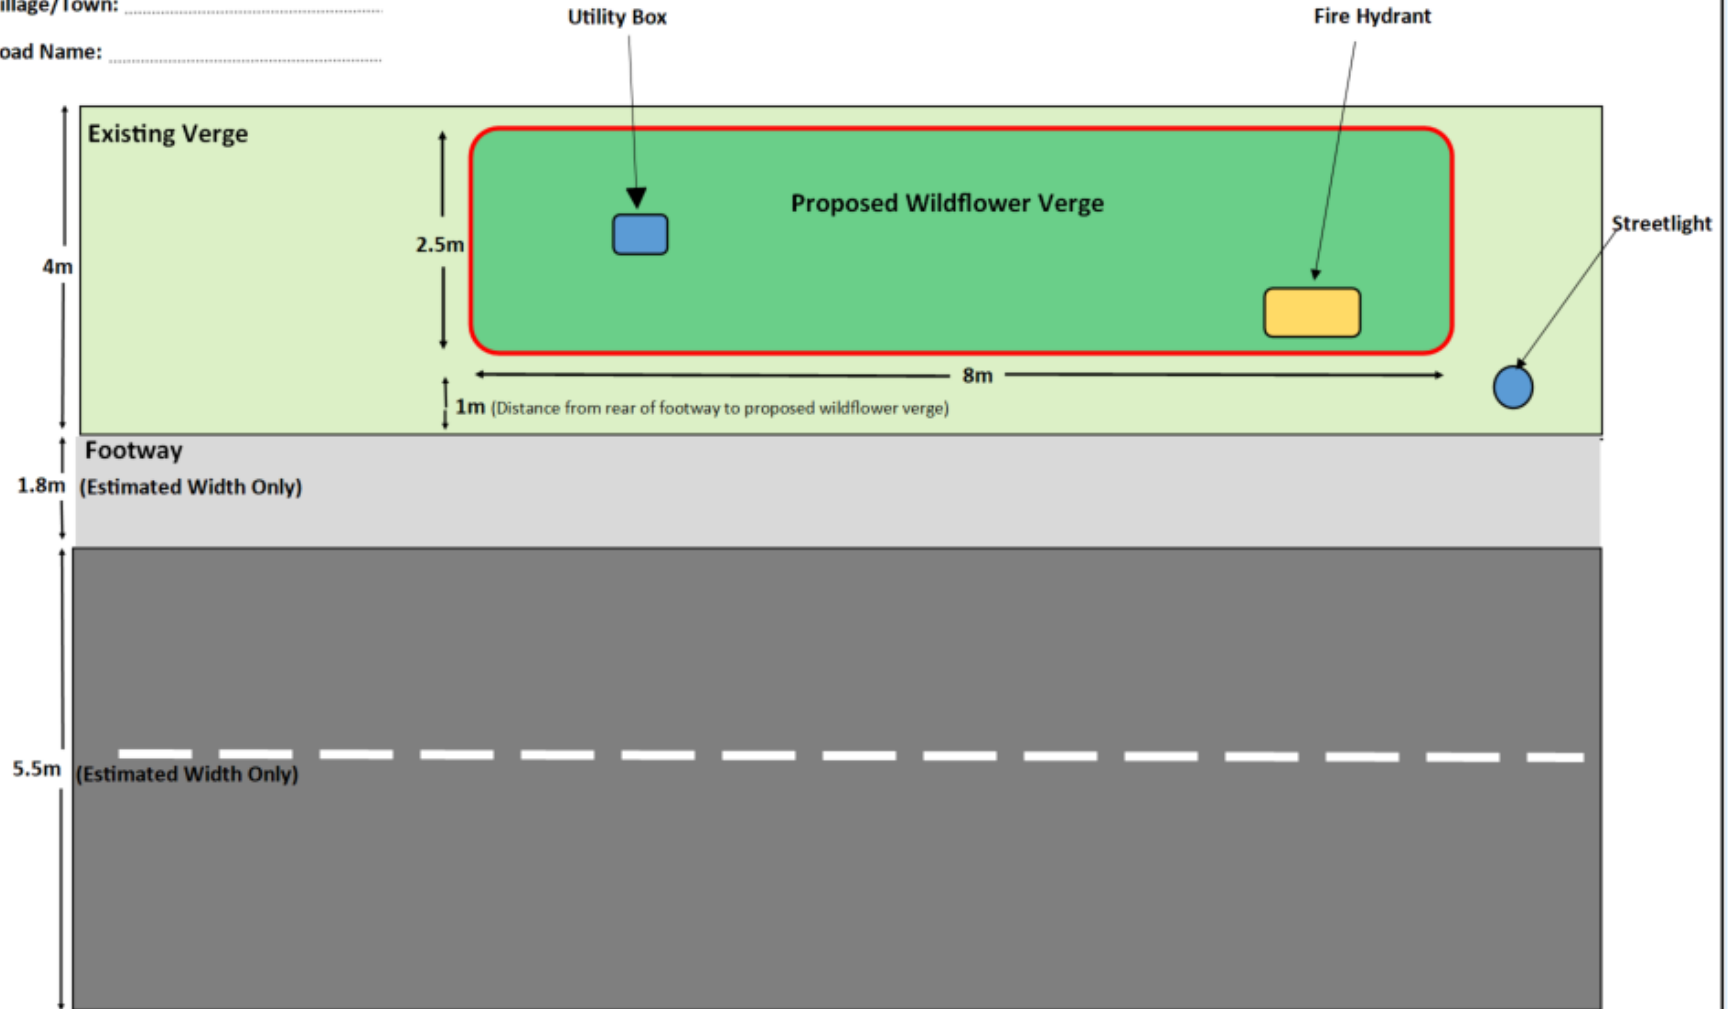 illage/Town:
oad Name:
Utility Box
Fire Hydrant
Existing Verge
Proposed Wildflower Verge
Streetlight
2.5m
4m
8m
1m (Distance from rear of footway to proposed wildflower verge)
Footway
1.8m (Estimated Width Only)
5.5m (Estimated Width Only)